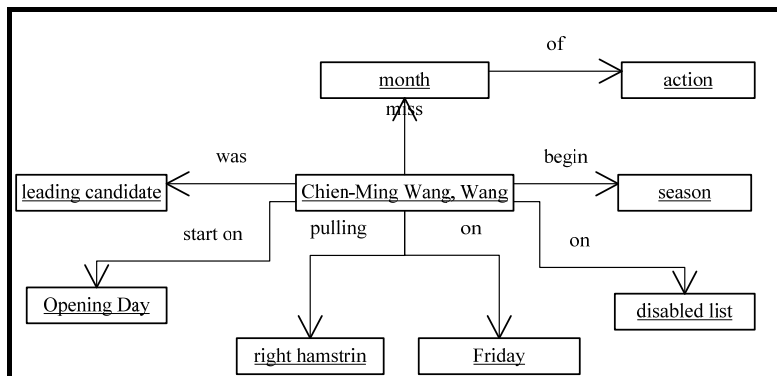 of
month
action
miss
was
begin
leading candidate
Chien-Ming Wang, Wang
season
start on
pulling
on
on
Opening Day
disabled list
right hamstrin
Friday